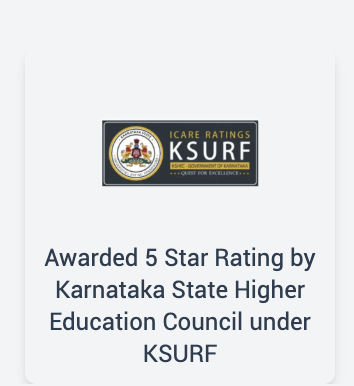 ICARE RATINGS
KSURF
KSHEC - GOVERNMENT OF KARNATAKA
QUEST FOR EXCELLENCE
Awarded 5 Star Rating by
Karnataka State Higher
Education Council under
KSURF